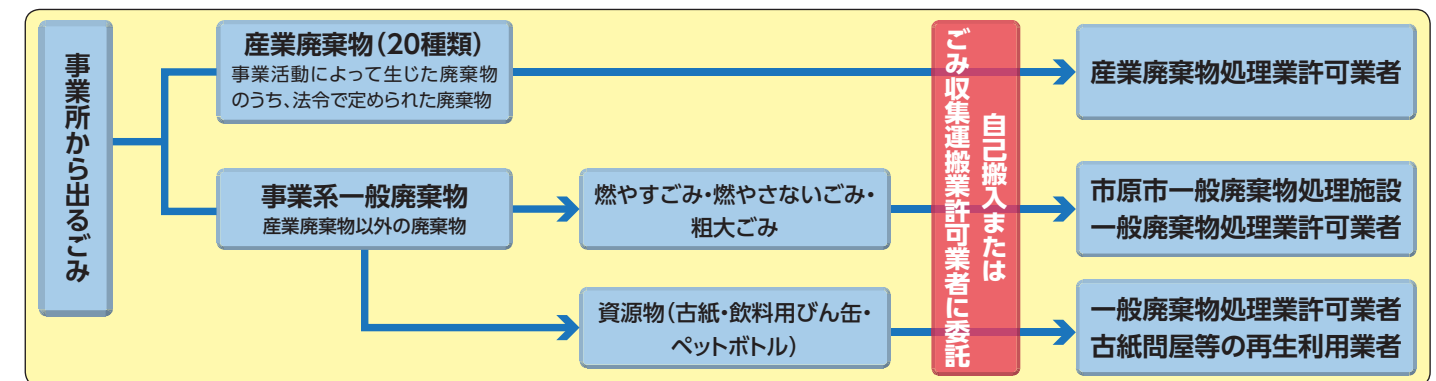 事業所から出るごみ
産業廃棄物(20種類)
事業活動によって生じた廃棄物
のうち、法令で定められた廃棄物
事業系一般廃棄物
産業廃棄物以外の廃棄物
燃やすごみ・燃やさないごみ・
粗大ごみ
資源物(古紙・飲料用びん缶・
ペットボトル)
自己搬入または
ごみ収集運搬業許可業者に委託
産業廃棄物処理業許可業者
市原市一般廃棄物処理施設
一般廃棄物処理業許可業者
一般廃棄物処理業許可業者
古紙問屋等の再生利用業者